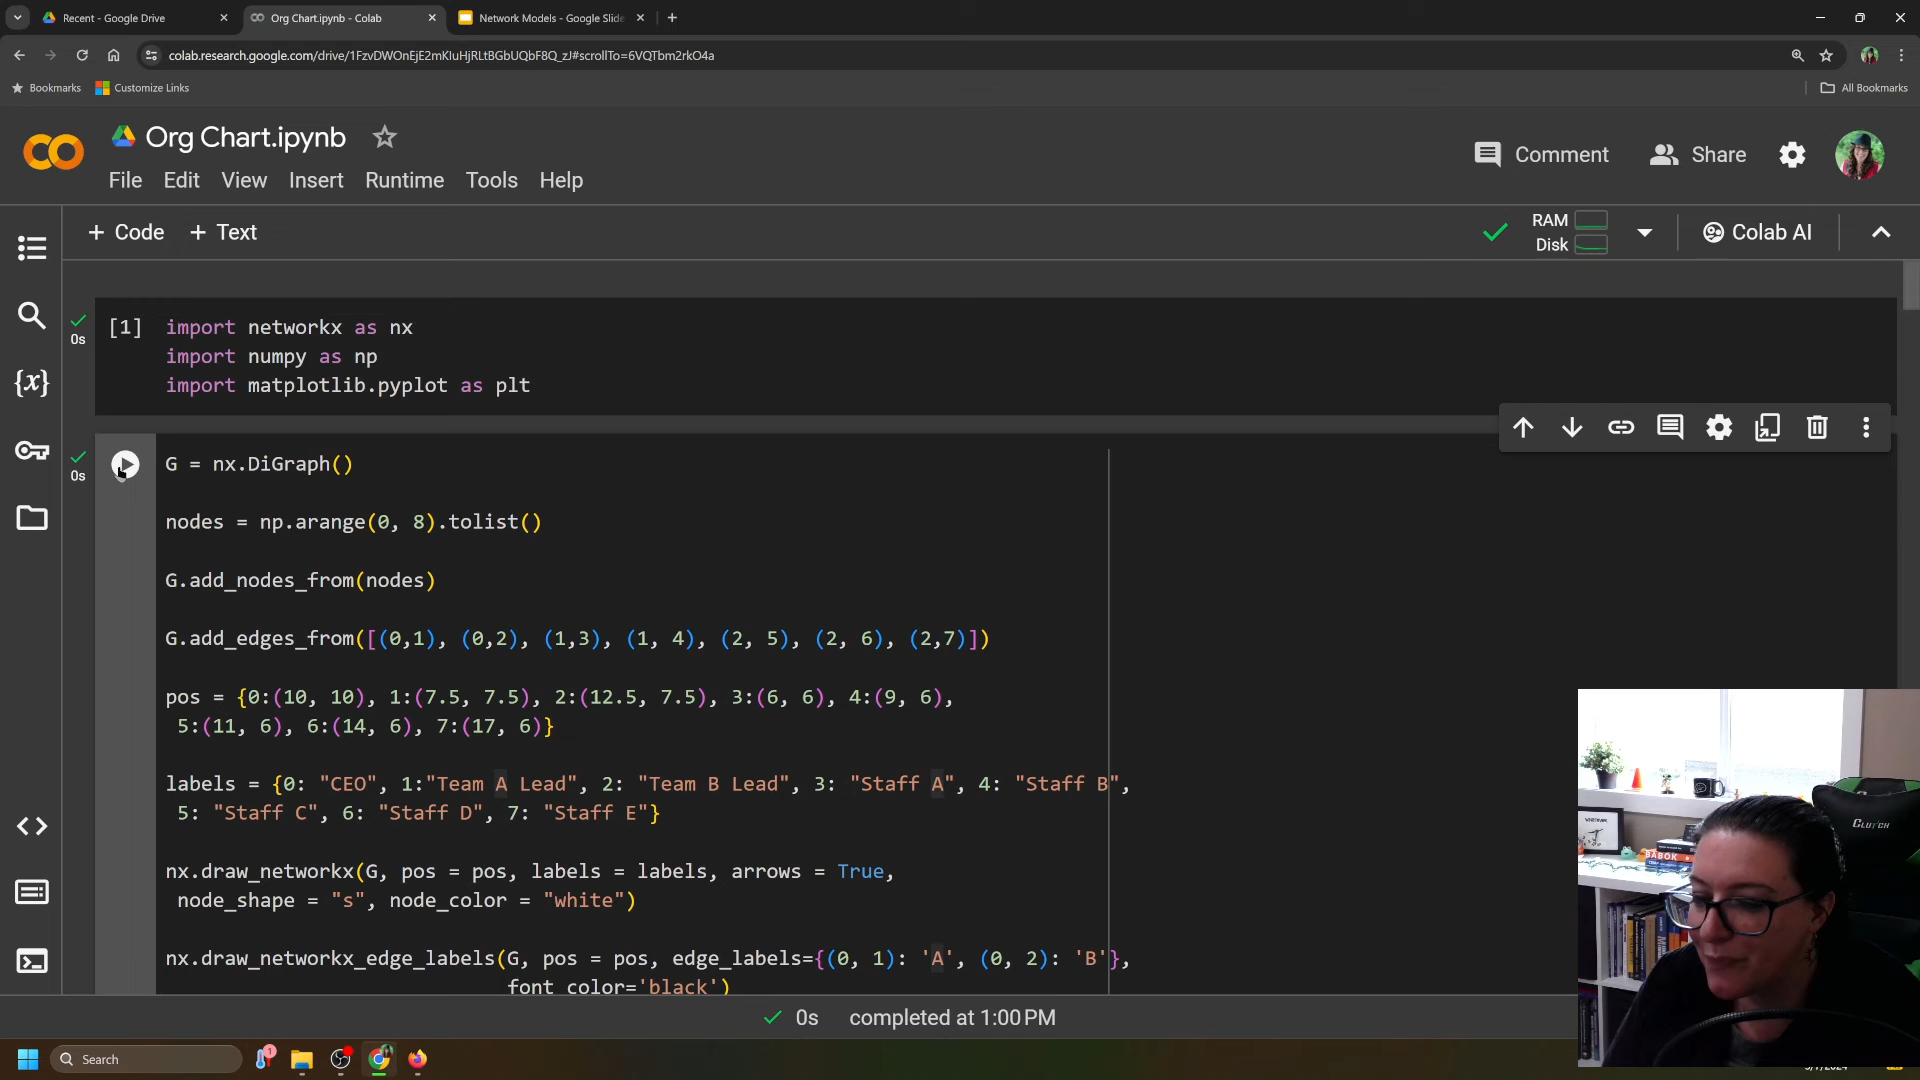 Recent - Google Drive
Org Chart.ipynb - Colab
Network Models - Google Slide
colab.research.google.com/drive/1FzvDWOnEjE2mKIuHjRLtBGbUQbF8Q_zJ#scrollTo=6VQTbm2rkO4a
Bookmarks
Customize Links
All Bookmarks
Org Chart.ipynb
Comment
Share
File Edit View Insert Runtime Tools Help
+ Code + Text
RAM
Disk
Colab AI
0s
[1] import networkx as nx
import numpy as np
import matplotlib.pyplot as plt
0s
G = nx.DiGraph()
nodes = np.arange(0, 8).tolist()
G.add_nodes_from(nodes)
G.add_edges_from([(0,1), (0,2), (1,3), (1, 4), (2, 5), (2, 6), (2,7)])
pos = {0:(10, 10), 1:(7.5, 7.5), 2:(12.5, 7.5), 3:(6, 6), 4:(9, 6),
5:(11, 6), 6:(14, 6), 7:(17, 6)}
labels = {0: "CEO", 1:"Team A Lead", 2: "Team B Lead", 3: "Staff A", 4: "Staff B",
5: "Staff C", 6: "Staff D", 7: "Staff E"}
nx.draw_networkx(G, pos = pos, labels = labels, arrows = True,
node_shape = "s", node_color = "white")
nx.draw_networkx_edge_labels(G, pos = pos, edge_labels={(0, 1): 'A', (0, 2): 'B'},
font_color='black')
0s completed at 1:00 PM
BABOK
CLUTCH
Search
1